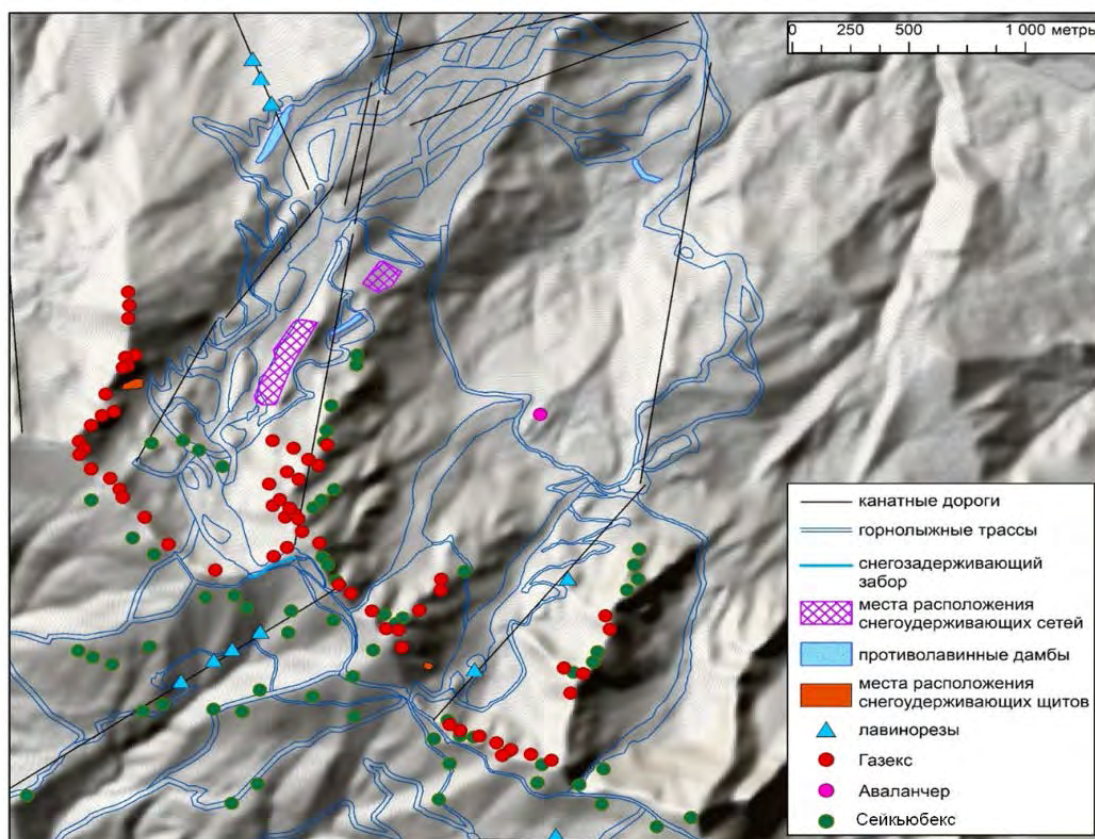 0 250 500 1 000 метры
канатные дороги
горнолыжные трассы
снегозадерживающий
забор
места расположения
снегоудерживающих сетей
противолавинные дамбы
места расположения
снегоудерживающих щитов
лавинорезы
Газекс
Аваланчер
Сейкьюбекс